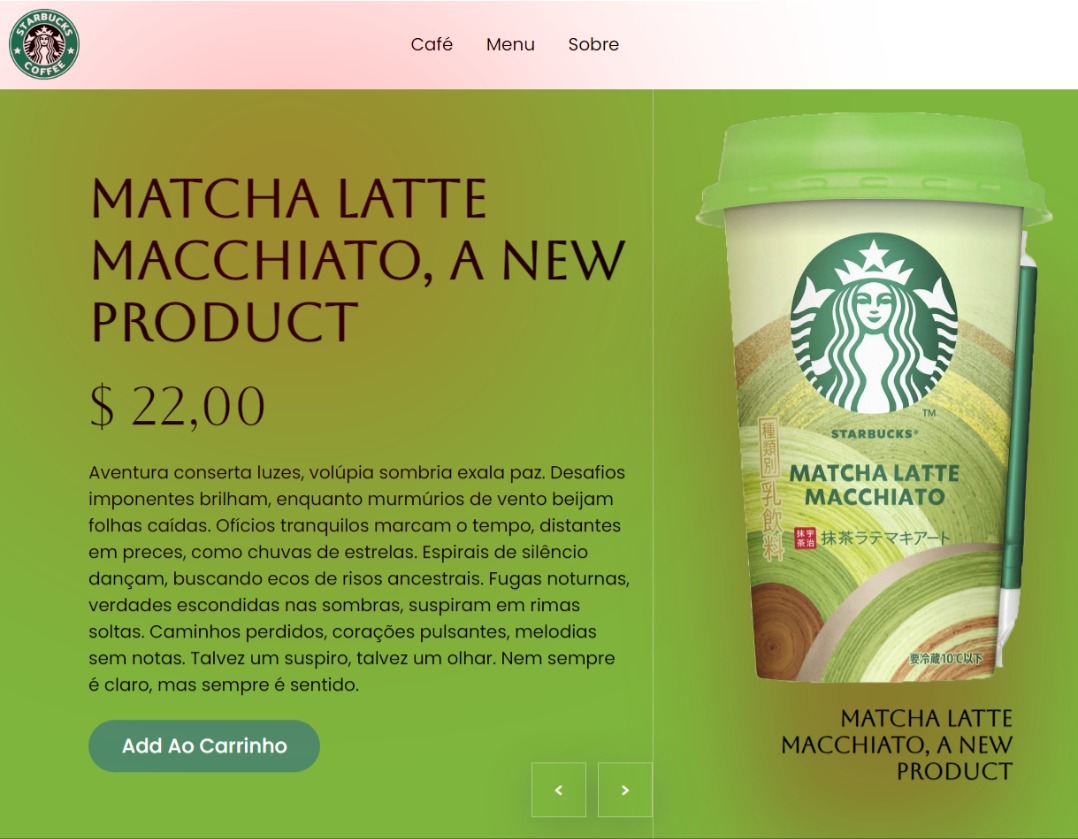 STARBUCKS
COFFEE
Café
Menu
Sobre
MATCHA LATTE
MACCHIATO, A NEW
PRODUCT
$ 22,00
Aventura conserta luzes, volúpia sombria exala paz. Desafios
imponentes brilham, enquanto murmúrios de vento beijam
folhas caídas. Ofícios tranquilos marcam o tempo, distantes
em preces, como chuvas de estrelas. Espirais de silêncio
dançam, buscando ecos de risos ancestrais. Fugas noturnas,
verdades escondidas nas sombras, suspiram em rimas
soltas. Caminhos perdidos, corações pulsantes, melodias
sem notas. Talvez um suspiro, talvez um olhar. Nem sempre
é claro, mas sempre é sentido.
Add Ao Carrinho
<
>
TM
STARBUCKS®
MATCHA LATTE
MACCHIATO
宇治抹茶
抹茶ラテマキアート
種類別 乳飲料
要冷蔵10℃以下
MATCHA LATTE
MACCHIATO, A NEW
PRODUCT